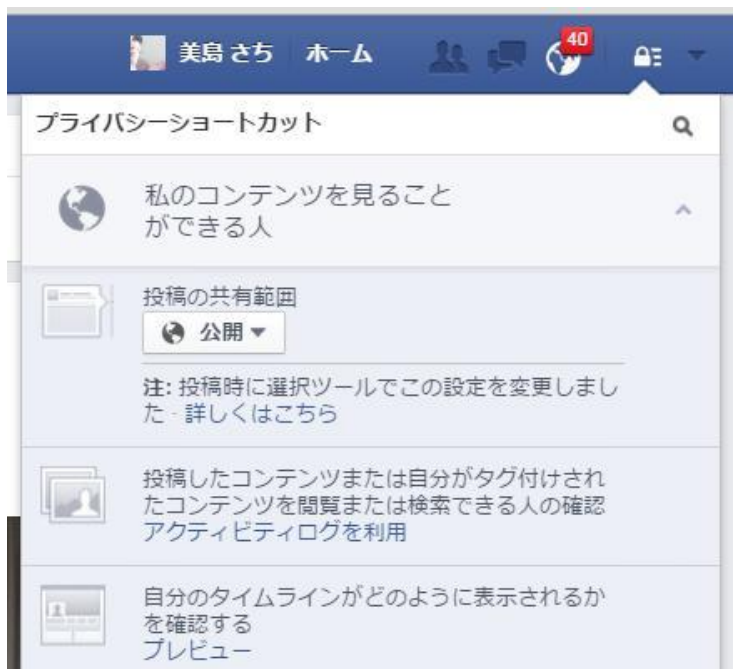 美島 さち ホーム 40
プライバシーショートカット
私のコンテンツを見ること
ができる人
投稿の共有範囲
公開
注: 投稿時に選択ツールでこの設定を変更しまし
た · 詳しくはこちら
投稿したコンテンツまたは自分がタグ付けされ
たコンテンツを閲覧または検索できる人の確認
アクティビティログを利用
自分のタイムラインがどのように表示されるか
を確認する
プレビュー